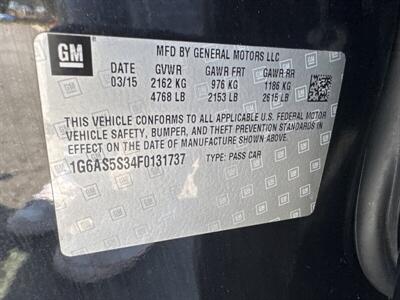 GM
MFD BY GENERAL MOTORS LLC
DATE GVWR GAWR FRT GAWR RR
03/15 2162 KG 976 KG 1186 KG
4768 LB 2153 LB 2615 LB
THIS VEHICLE CONFORMS TO ALL APPLICABLE U.S. FEDERAL MOTOR
VEHICLE SAFETY, BUMPER, AND THEFT PREVENTION STANDARDS IN
EFFECT ON THE DATE OF MANUFACTURE SHOWN ABOVE.
1G6AS5S34F0131737 TYPE: PASS CAR